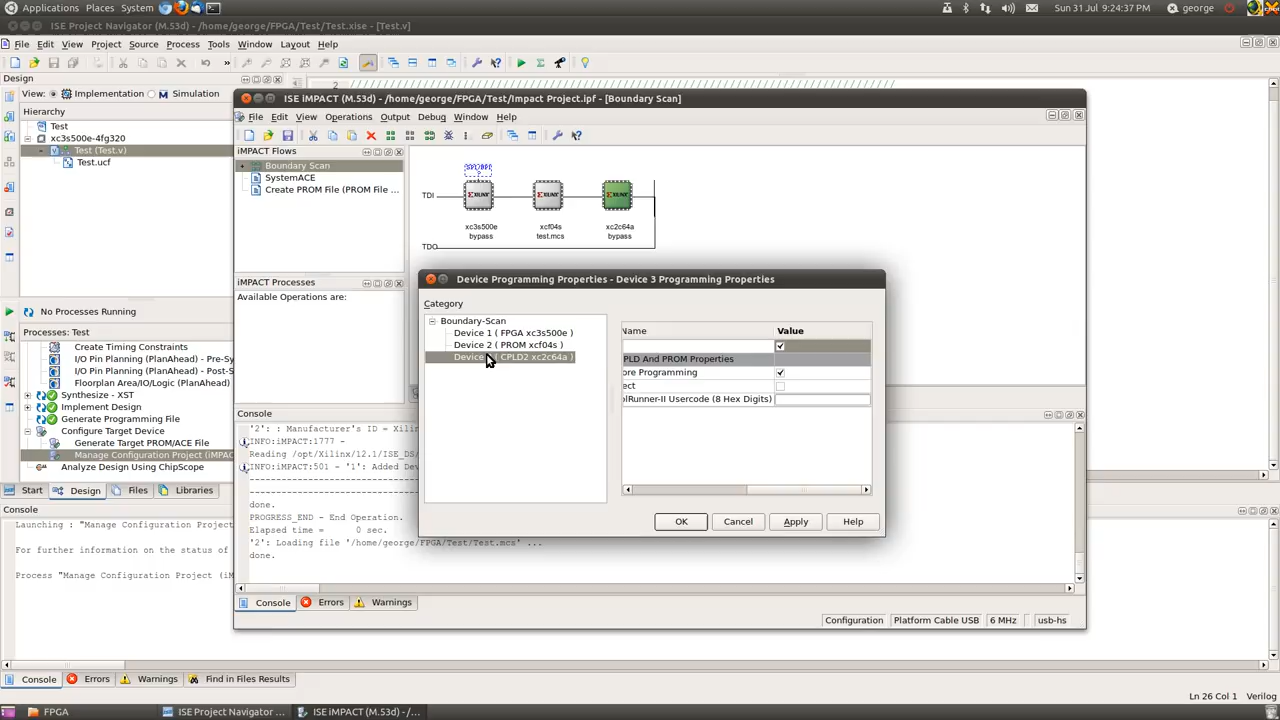 Applications Places System
Sun 31 Jul 9:24:37 PM
george
ISE Project Navigator (M.53d) - /home/george/FPGA/Test/Test.xise - [Test.v]
File Edit View Project Source Process Tools Window Layout Help
Design
View: Implementation Simulation
Hierarchy
Test
xc3s500e-4fg320
Test (Test.v)
Test.ucf
2 ////////////////////////////////////////////////////////////////////////////////
No Processes Running
Processes: Test
Create Timing Constraints
I/O Pin Planning (PlanAhead) - Pre-Sy
I/O Pin Planning (PlanAhead) - Post-S
Floorplan Area/IO/Logic (PlanAhead)
Synthesize - XST
Implement Design
Generate Programming File
Configure Target Device
Generate Target PROM/ACE File
Manage Configuration Project (iMPAC
Analyze Design Using ChipScope
Start Design Files Libraries
Console
Launching : "Manage Configuration Project
For further information on the status of
Process "Manage Configuration Project (iM
Console Errors Warnings Find in Files Results
Ln 26 Col 1 Verilog
ISE iMPACT (M.53d) - /home/george/FPGA/Test/Impact Project.ipf - [Boundary Scan]
File Edit View Operations Output Debug Window Help
iMPACT Flows
Boundary Scan
SystemACE
Create PROM File (PROM File ...
iMPACT Processes
Available Operations are:
TDI
XILINX XILINX XILINX
xc3s500e xcf04s xc2c64a
bypass test.mcs bypass
TDO
Console
'2': : Manufacturer's ID = Xilin
INFO:iMPACT:1777 -
Reading /opt/Xilinx/12.1/ISE_DS/
INFO:iMPACT:501 - '1': Added Dev
----------------------------------------------------------------------
----------------------------------------------------------------------
done.
PROGRESS_END - End Operation.
Elapsed time = 0 sec.
'2': Loading file '/home/george/FPGA/Test/Test.mcs' ...
done.
Console Errors Warnings
Configuration Platform Cable USB 6 MHz usb-hs
Device Programming Properties - Device 3 Programming Properties
Category
Boundary-Scan
Device 1 ( FPGA xc3s500e )
Device 2 ( PROM xcf04s )
Device ( CPLD2 xc2c64a )
Name Value
PLD And PROM Properties
ore Programming
ect
olRunner-II Usercode (8 Hex Digits)
OK Cancel Apply Help
FPGA ISE Project Navigator ... ISE iMPACT (M.53d) - /...